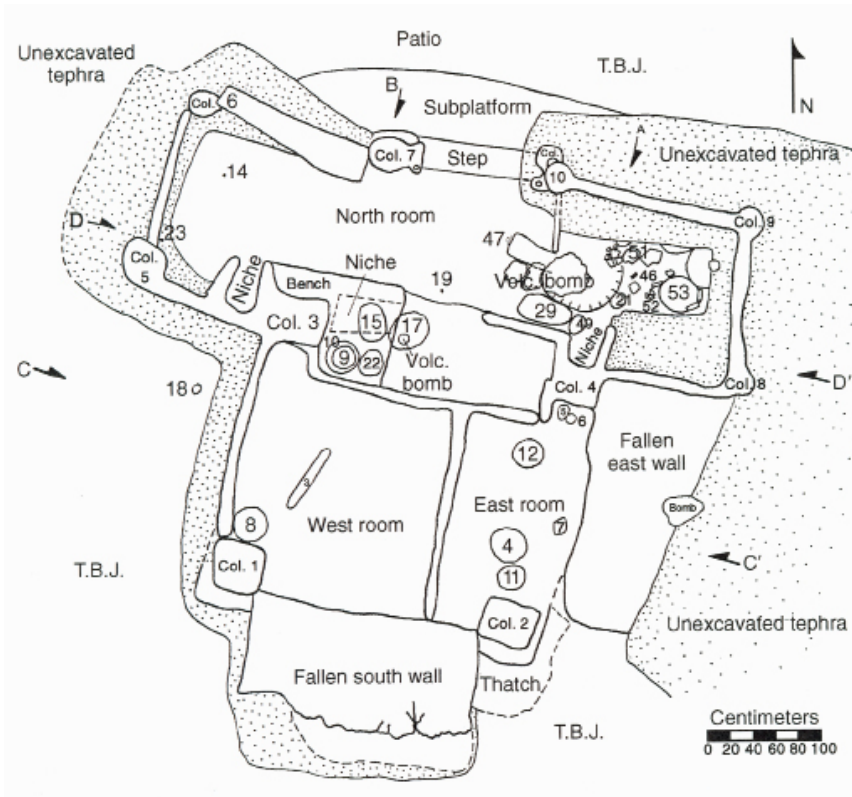 Patio
Unexcavated
tephra
T.B.J.
B
Subplatform
N
A
Unexcavated tephra
Col. 6
Col. 7
Step
Col.
10
14
North room
Col. 9
D
23
Col.
5
47
51
46
Niche
Niche
Bench
19
Volc. bomb
53
21
52
29
49
Col. 3
15
17
Niche
10
9
22
Volc.
bomb
C
18
Col. 4
Col. 8
D'
5
6
12
Fallen
east wall
3
East room
Bomb
8
West room
7
4
C'
T.B.J.
Col. 1
11
Col. 2
Unexcavated tephra
Fallen south wall
Thatch
T.B.J.
Centimeters
0 20 40 60 80 100